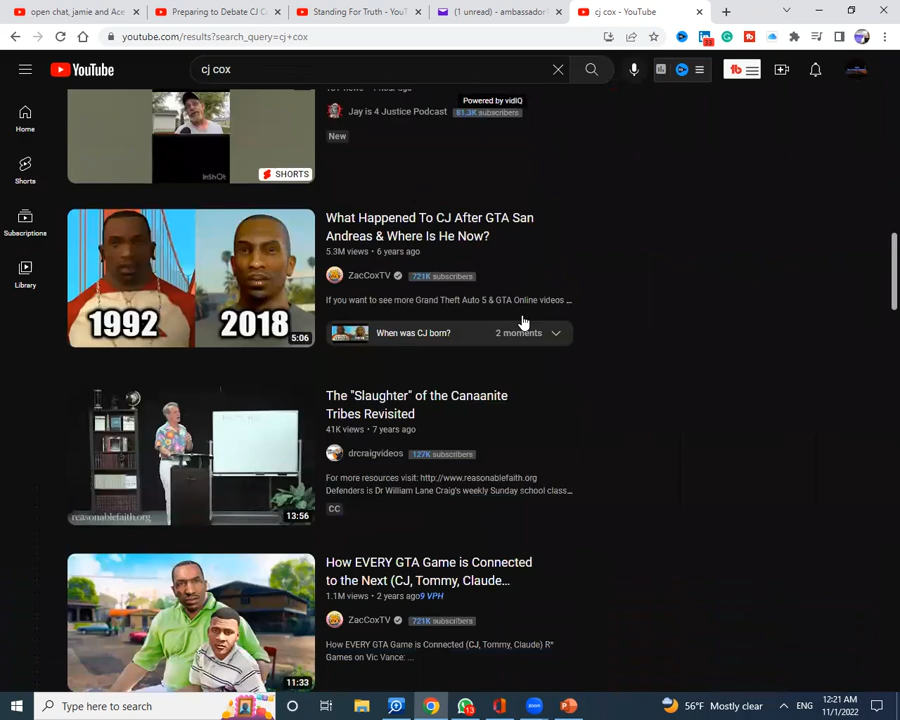 open chat, jamie and Ace
Preparing to Debate CJ C
Standing For Truth - YouT
(1 unread) - ambassador
cj cox - YouTube
youtube.com/results?search_query=cj+cox
33
YouTube
cj cox
tb
Home
Shorts
Subscriptions
Library
Powered by vidIQ
Jay is 4 Justice Podcast 81.3K subscribers
New
InShOt
SHORTS
What Happened To CJ After GTA San
Andreas & Where Is He Now?
5.3M views • 6 years ago
ZacCoxTV 721K subscribers
If you want to see more Grand Theft Auto 5 & GTA Online videos ...
When was CJ born? 2 moments
1992
2018
5:06
The "Slaughter" of the Canaanite
Tribes Revisited
41K views • 7 years ago
drcraigvideos 127K subscribers
For more resources visit: http://www.reasonablefaith.org
Defenders is Dr William Lane Craig's weekly Sunday school class...
CC
reasonablefaith.org
13:56
How EVERY GTA Game is Connected
to the Next (CJ, Tommy, Claude...
1.1M views • 2 years ago 9 VPH
ZacCoxTV 721K subscribers
How EVERY GTA Game is Connected (CJ, Tommy, Claude) R*
Games on Vic Vance: ...
11:33
Type here to search
13
zoom
56°F Mostly clear
ENG
12:21 AM
11/1/2022